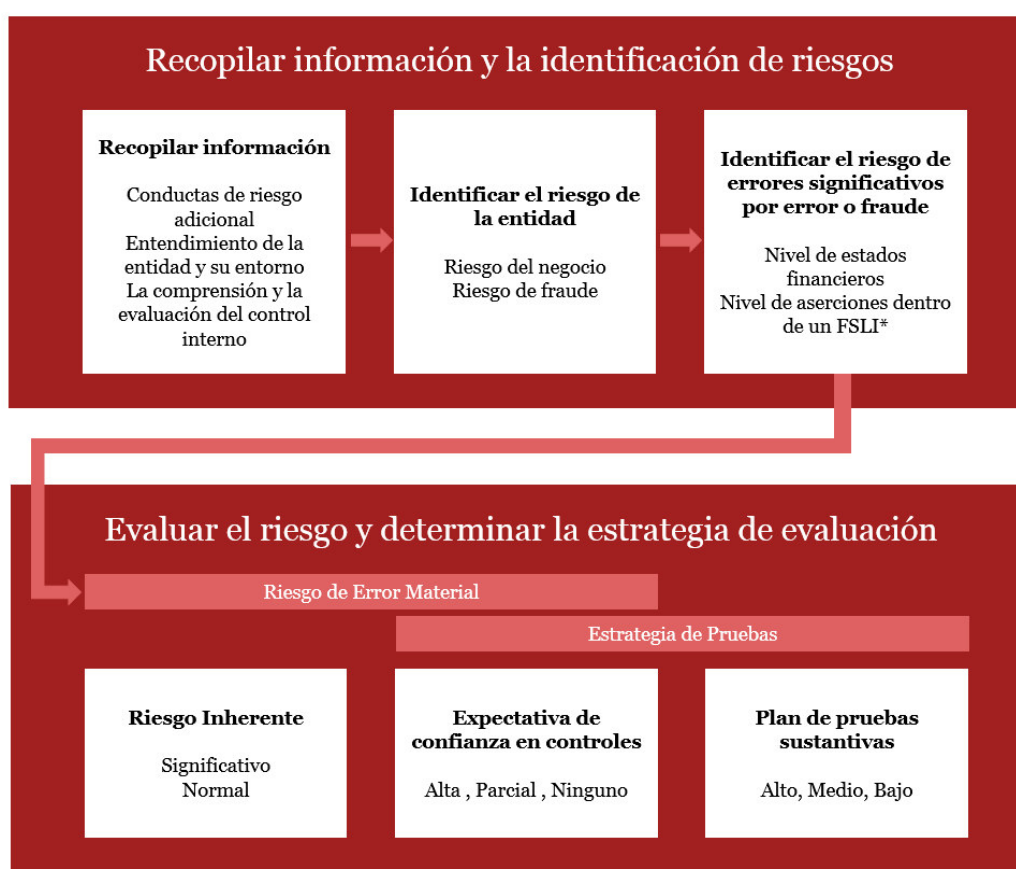 Recopilar información y la identificación de riesgos
Recopilar información
Conductas de riesgo
adicional
Entendimiento de la
entidad y su entorno
La comprensión y la
evaluación del control
interno
Identificar el riesgo de
la entidad
Riesgo del negocio
Riesgo de fraude
Identificar el riesgo de
errores significativos
por error o fraude
Nivel de estados
financieros
Nivel de aserciones dentro
de un FSLI*
Evaluar el riesgo y determinar la estrategia de evaluación
Riesgo de Error Material
Estrategia de Pruebas
Riesgo Inherente
Significativo
Normal
Expectativa de
confianza en controles
Alta , Parcial , Ninguno
Plan de pruebas
sustantivas
Alto, Medio, Bajo